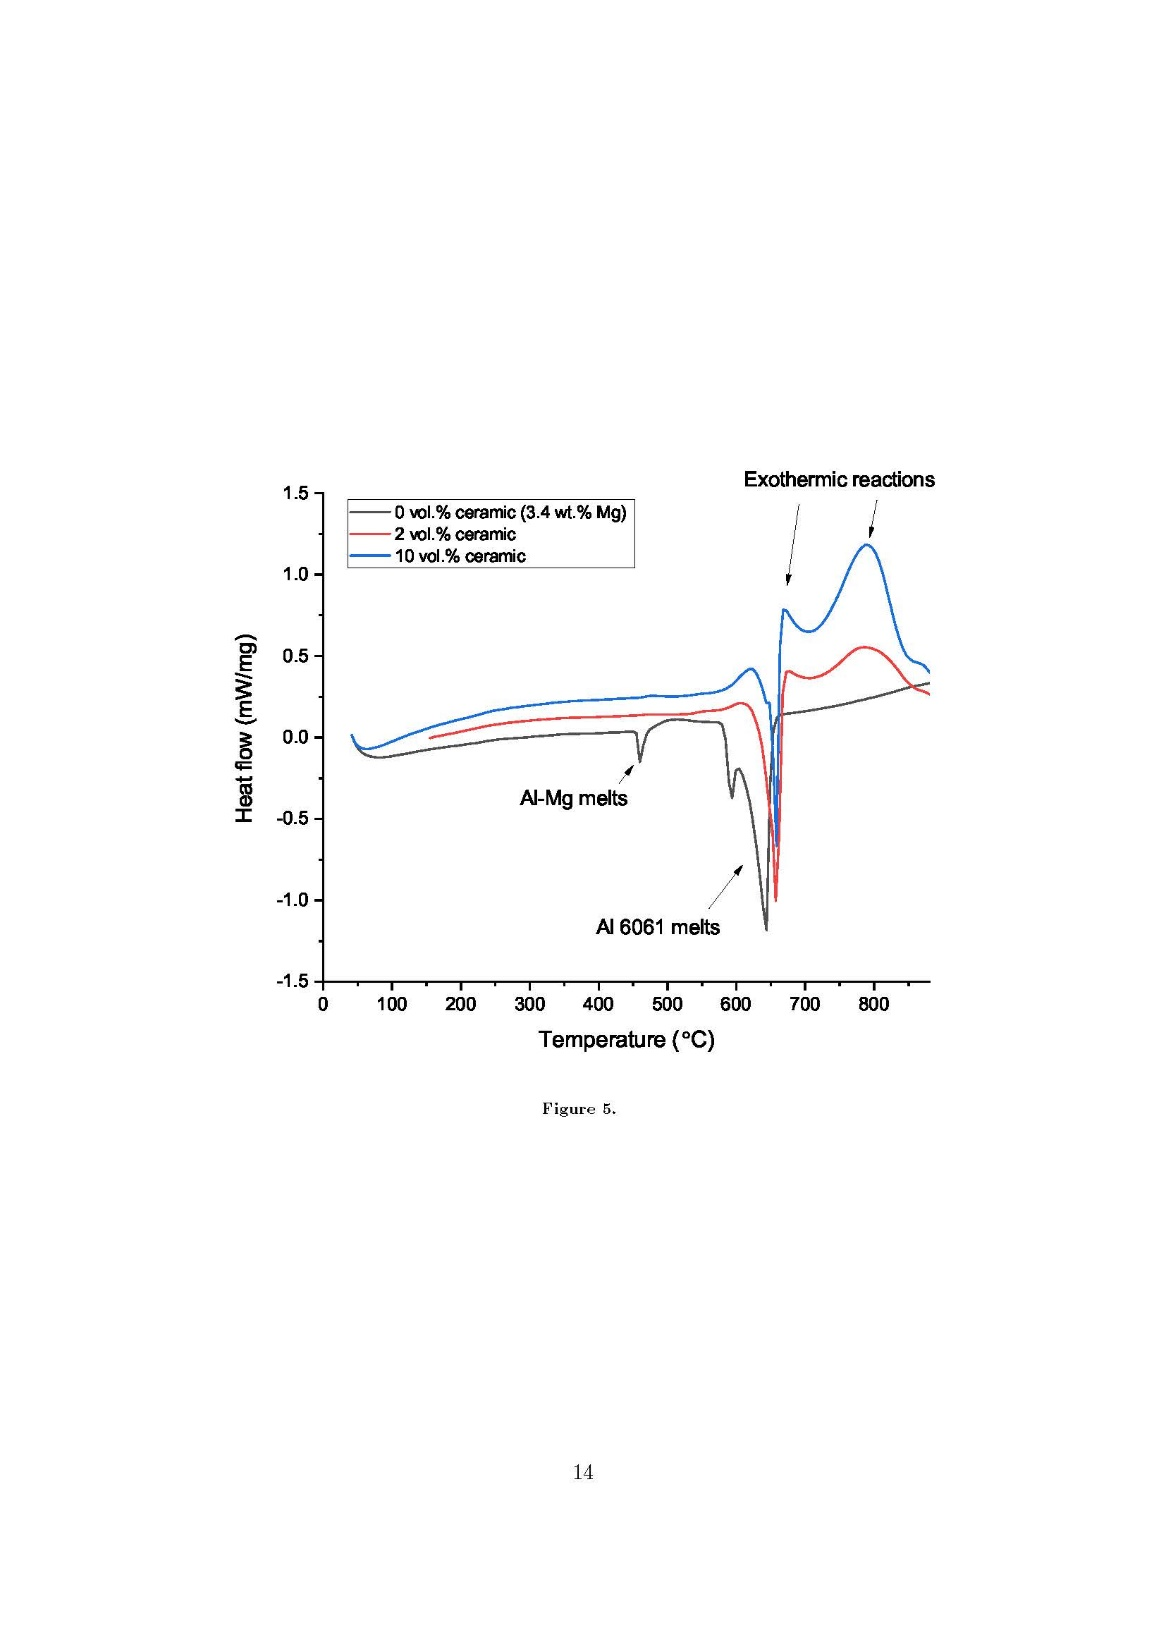 Exothermic reactions
1.5
0 vol.% ceramic (3.4 wt.% Mg)
2 vol.% ceramic
10 vol.% ceramic
1.0
0.5
0.0
-0.5
-1.0
-1.5
Heat flow (mW/mg)
Al-Mg melts
Al 6061 melts
0 100 200 300 400 500 600 700 800
Temperature (°C)
Figure 5.
14